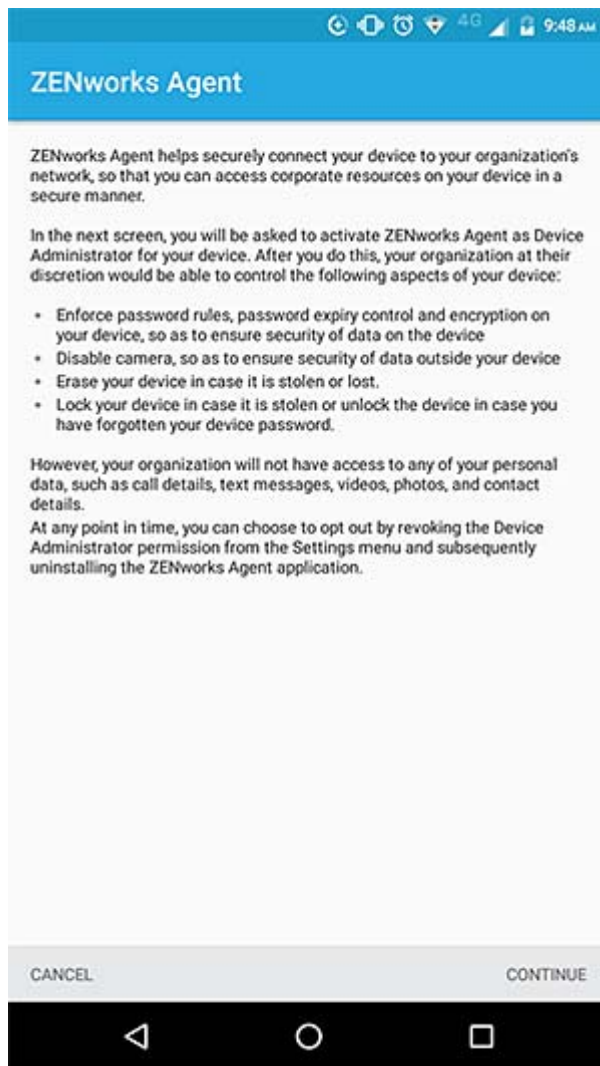 4G 9:48 AM
ZENworks Agent
ZENworks Agent helps securely connect your device to your organization's
network, so that you can access corporate resources on your device in a
secure manner.
In the next screen, you will be asked to activate ZENworks Agent as Device
Administrator for your device. After you do this, your organization at their
discretion would be able to control the following aspects of your device:
• Enforce password rules, password expiry control and encryption on
your device, so as to ensure security of data on the device
• Disable camera, so as to ensure security of data outside your device
• Erase your device in case it is stolen or lost.
• Lock your device in case it is stolen or unlock the device in case you
have forgotten your device password.
However, your organization will not have access to any of your personal
data, such as call details, text messages, videos, photos, and contact
details.
At any point in time, you can choose to opt out by revoking the Device
Administrator permission from the Settings menu and subsequently
uninstalling the ZENworks Agent application.
CANCEL CONTINUE